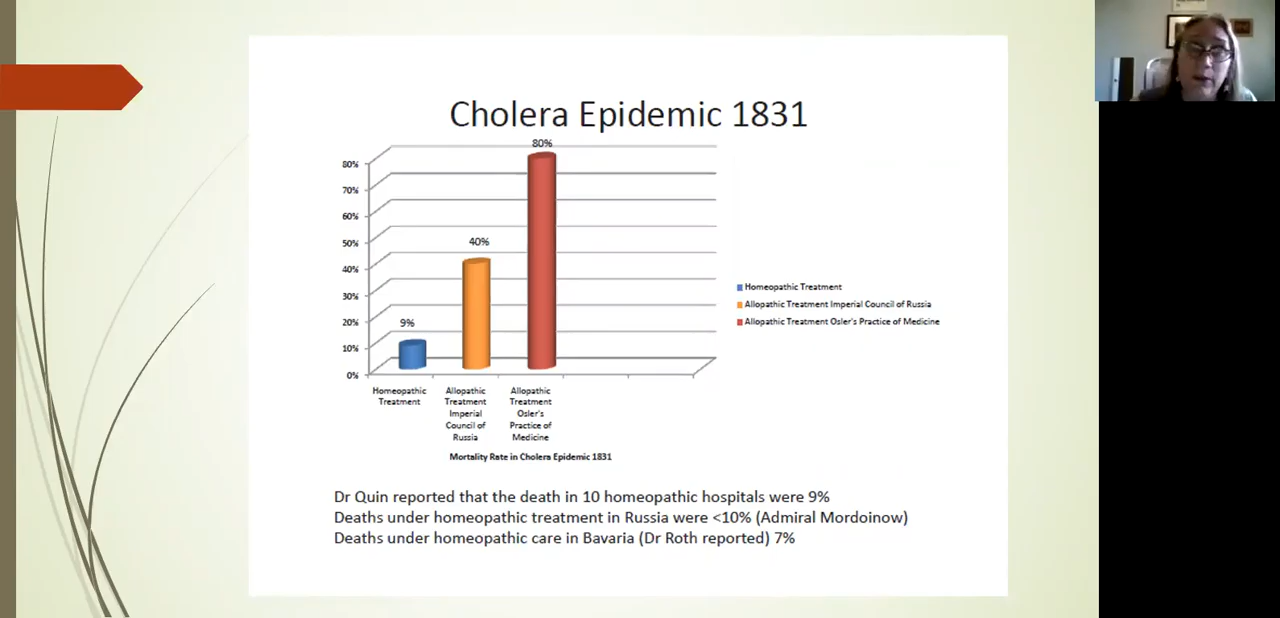 Cholera Epidemic 1831
80%
80%
70%
60%
50%
40%
30%
20%
10%
0%
40%
9%
Homeopathic Treatment
Allopathic Treatment Imperial Council of Russia
Allopathic Treatment Osler's Practice of Medicine
Homeopathic
Treatment
Allopathic
Treatment
Imperial
Council of
Russia
Allopathic
Treatment
Osler's
Practice of
Medicine
Mortality Rate in Cholera Epidemic 1831
Dr Quin reported that the death in 10 homeopathic hospitals were 9%
Deaths under homeopathic treatment in Russia were <10% (Admiral Mordoinow)
Deaths under homeopathic care in Bavaria (Dr Roth reported) 7%